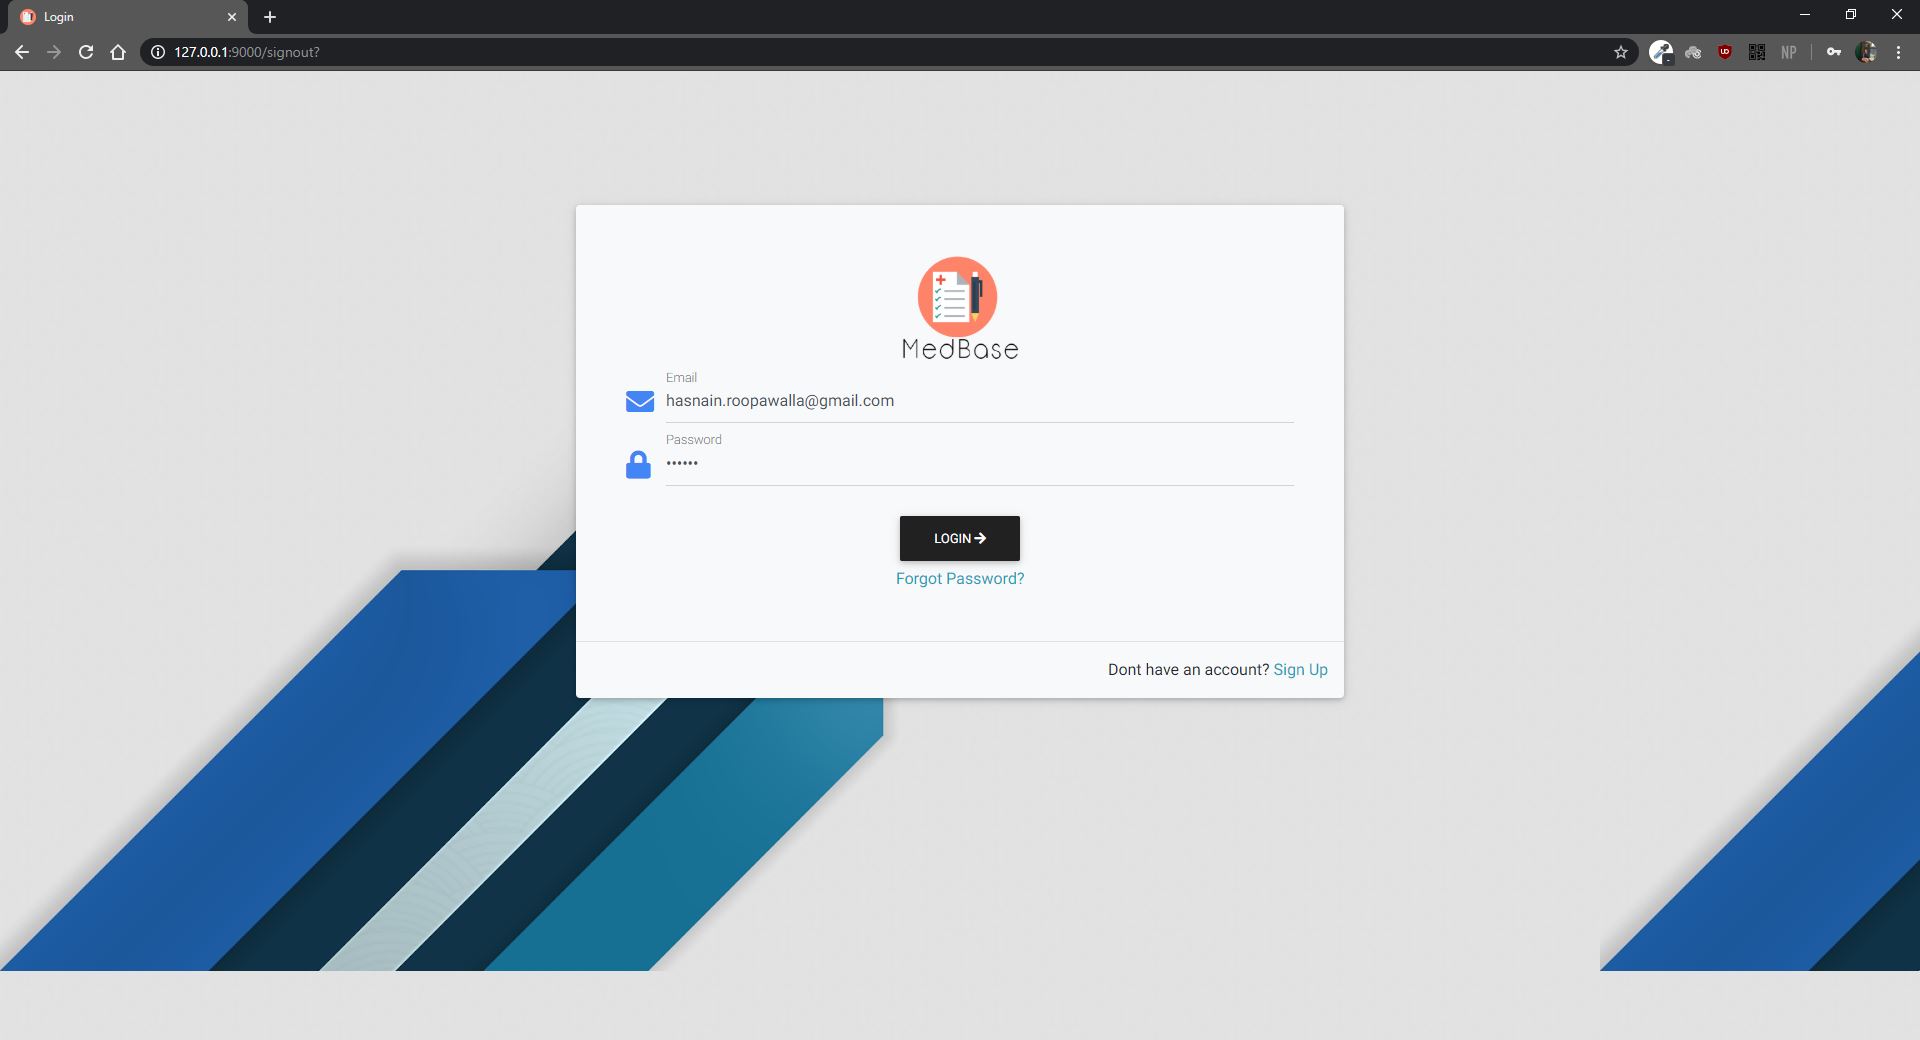 Login
127.0.0.1:9000/signout?
NP
MedBase
Email
hasnain.roopawalla@gmail.com
Password
••••••
LOGIN
Forgot Password?
Dont have an account? Sign Up